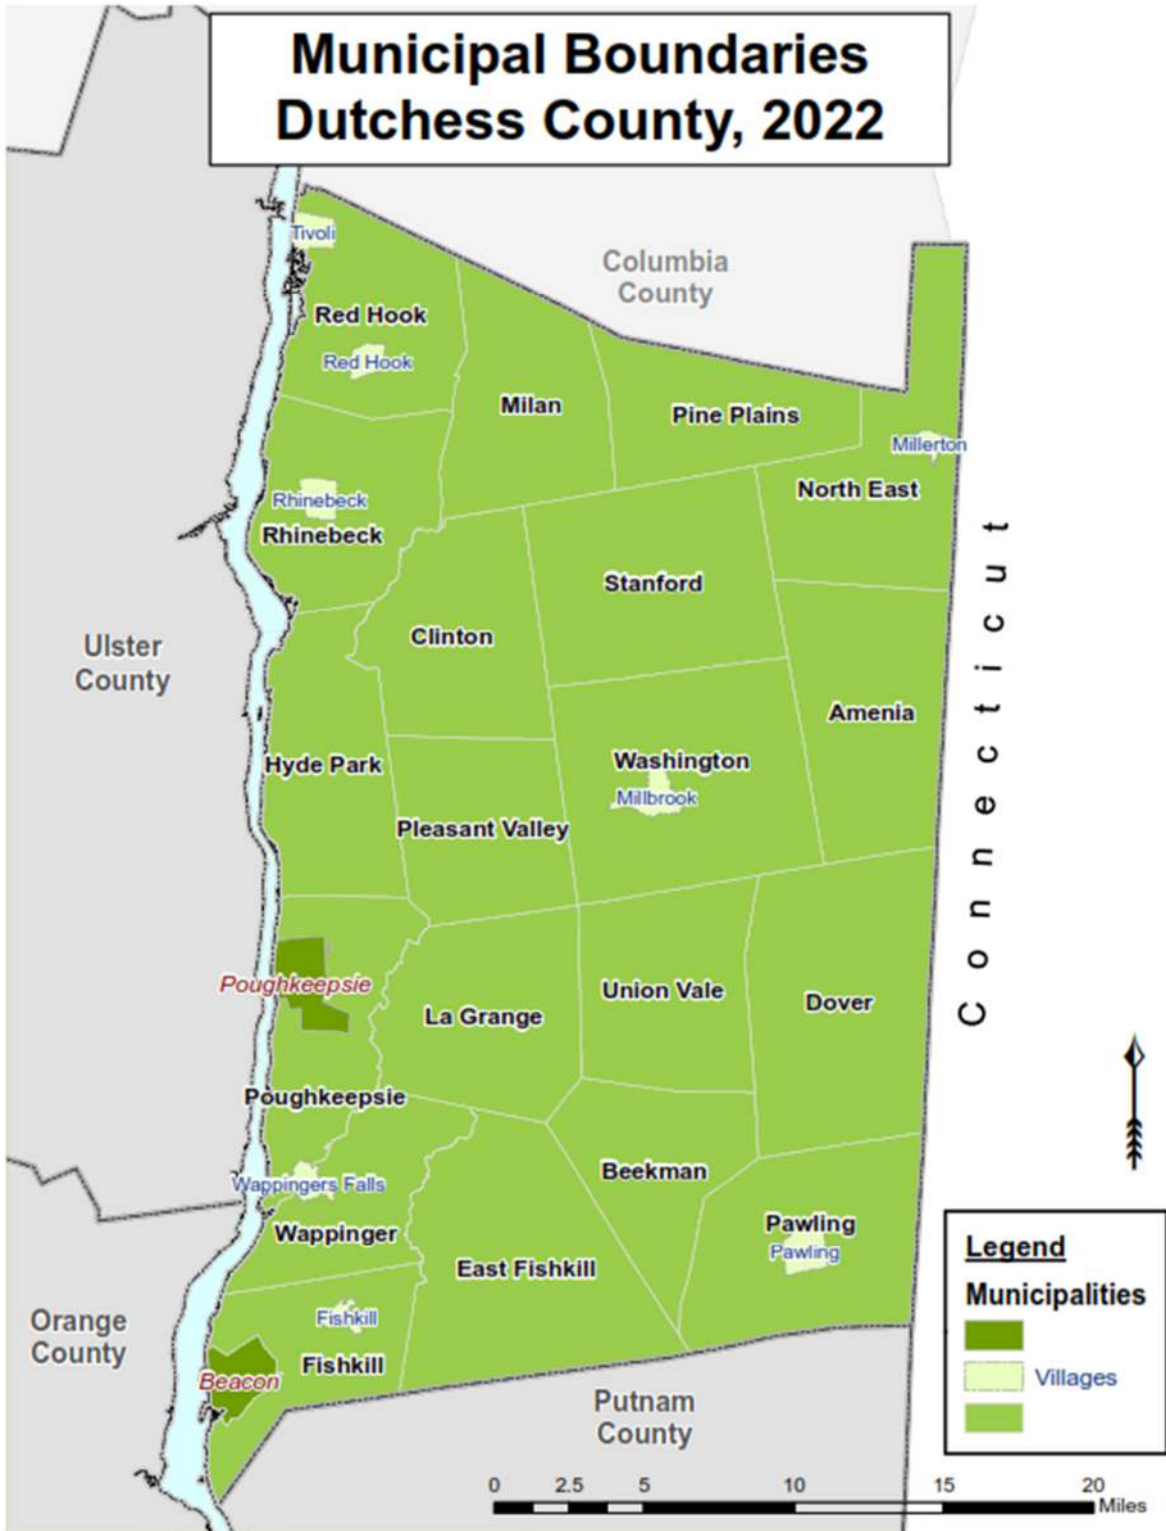 Municipal Boundaries
Dutchess County, 2022
Tivoli
Columbia
County
Red Hook
Red Hook
Milan
Pine Plains
Millerton
North East
Rhinebeck
Rhinebeck
Stanford
Clinton
Ulster
County
Amenia
Connecticut
Hyde Park
Washington
Millbrook
Pleasant Valley
Poughkeepsie
Union Vale
Dover
La Grange
Poughkeepsie
Beekman
Wappingers Falls
Wappinger
Pawling
Pawling
East Fishkill
Orange
County
Fishkill
Fishkill
Beacon
Putnam
County
Legend
Municipalities
Villages
0 2.5 5 10 15 20
Miles